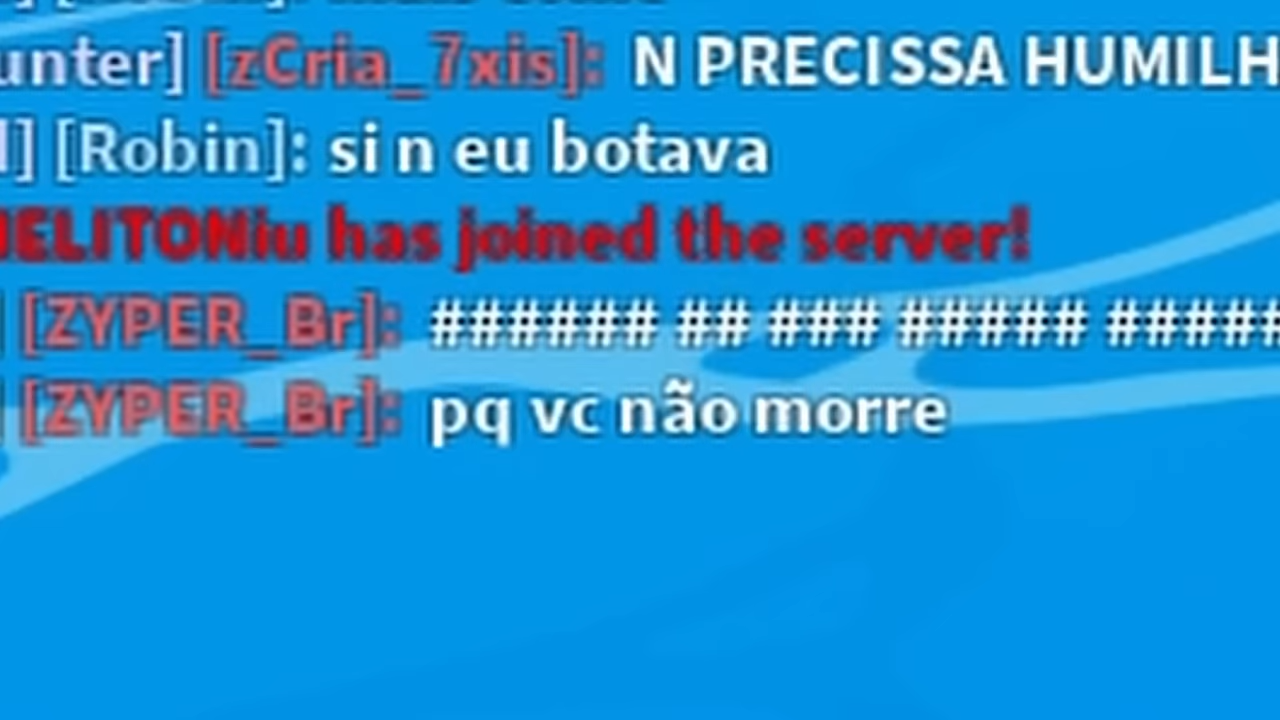 unter] [zCria_7xis]: N PRECISSA HUMILH
] [Robin]: si n eu botava
ELITONiu has joined the server!
[ZYPER_Br]: ###### ## ### ##### #####
[ZYPER_Br]: pq vc não morre